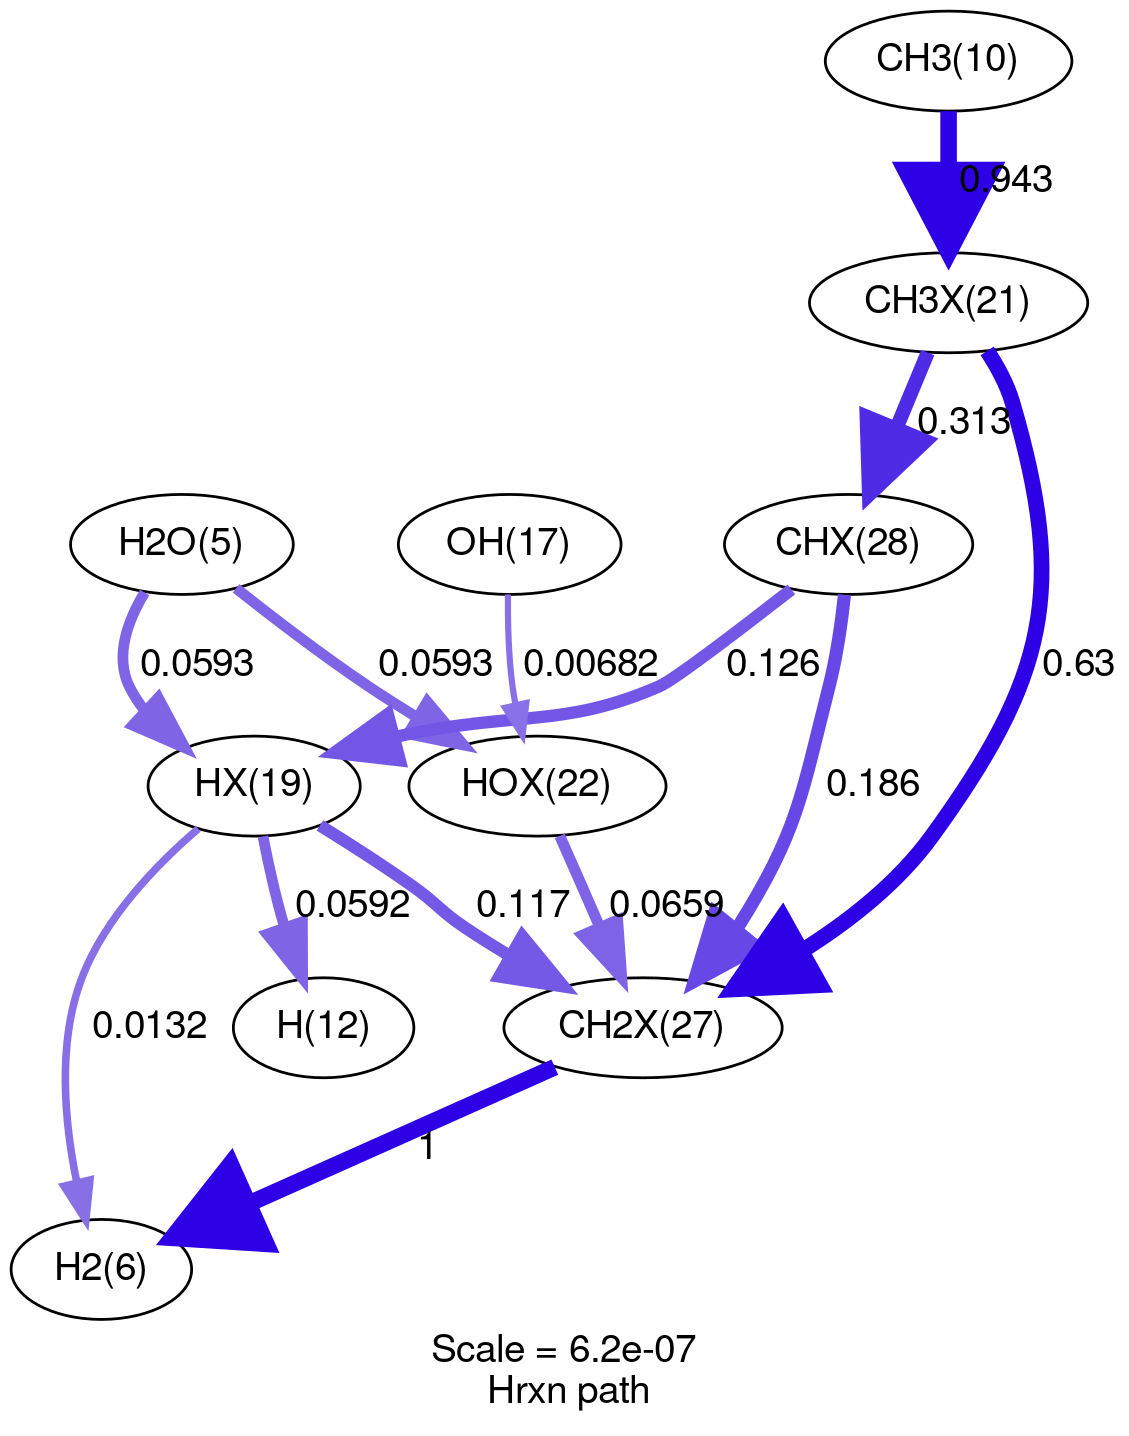 CH3(10)
0.943
CH3X(21)
0.313
H2O(5)
OH(17)
CHX(28)
0.0593
0.0593
0.00682
0.126
0.63
HX(19)
HOX(22)
0.186
0.0592
0.117
0.0659
0.0132
H(12)
CH2X(27)
1
H2(6)
Scale = 6.2e-07
Hrxn path